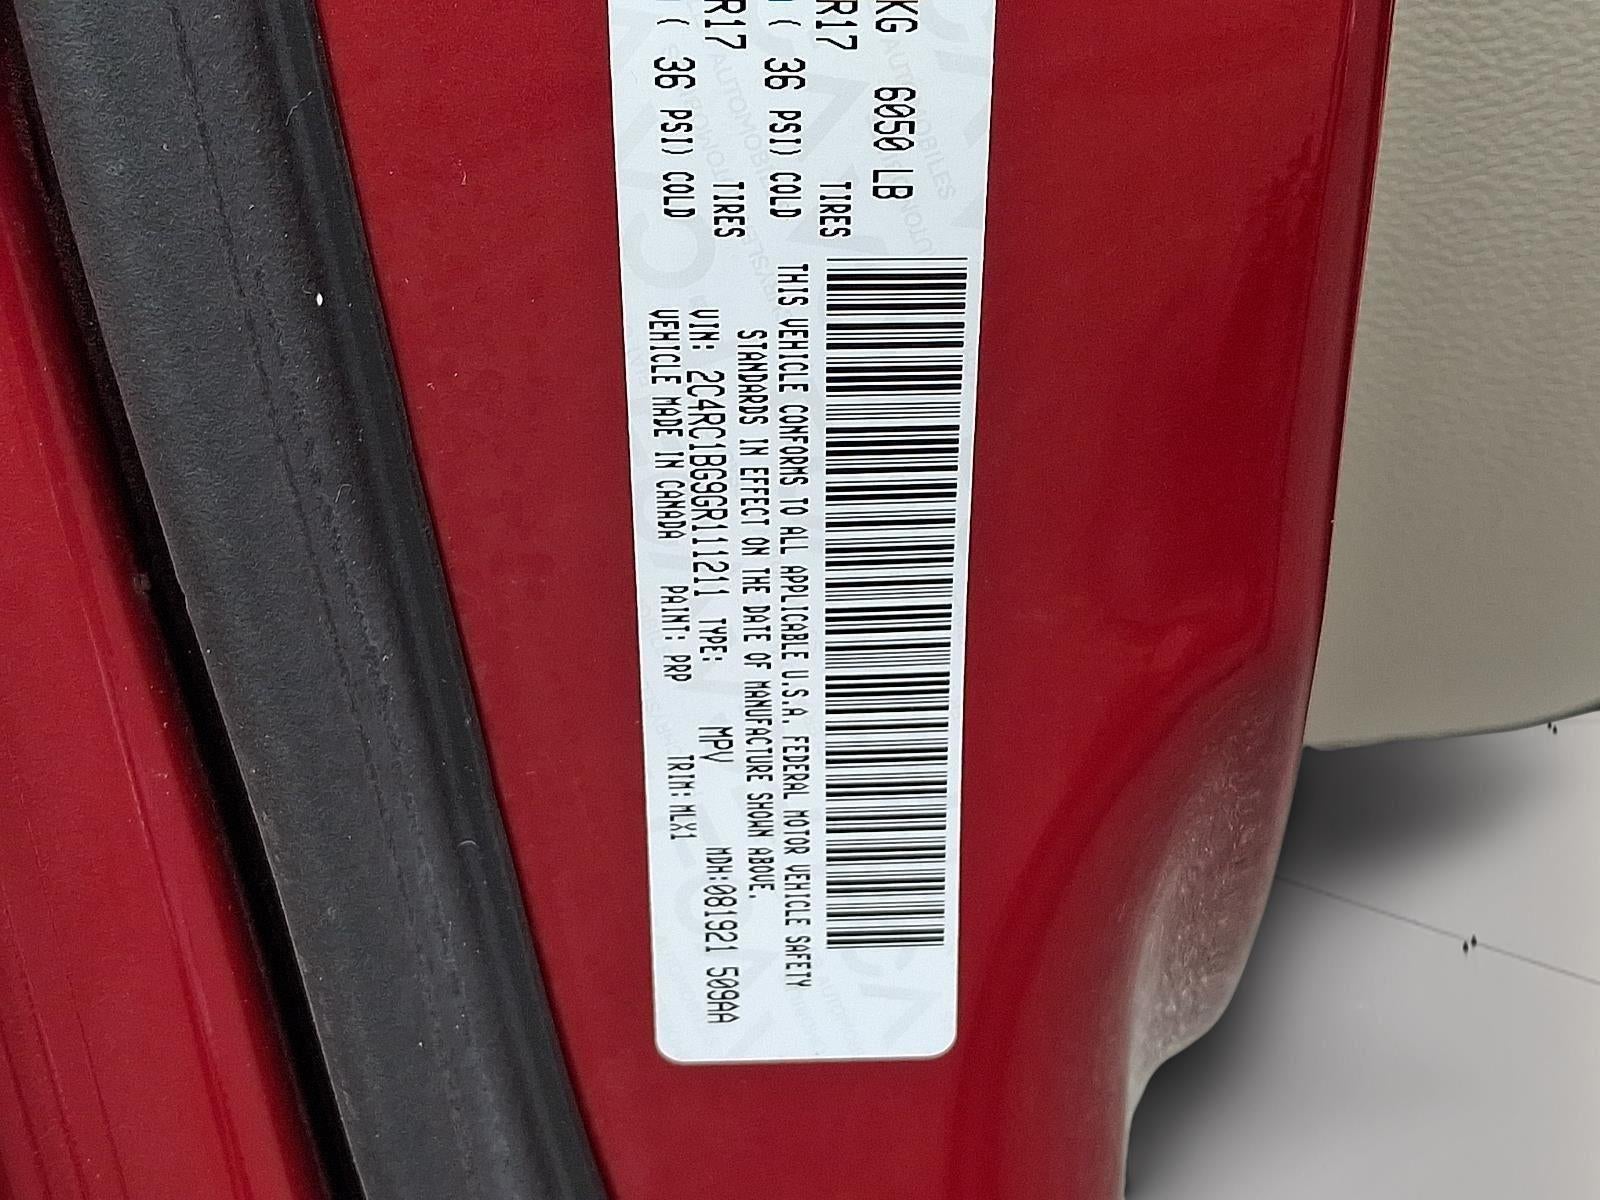 KG 6050 LB
R17 TIRES
( 36 PSI) COLD
R17 TIRES
( 36 PSI) COLD
THIS VEHICLE CONFORMS TO ALL APPLICABLE U.S.A. FEDERAL MOTOR VEHICLE SAFETY
STANDARDS IN EFFECT ON THE DATE OF MANUFACTURE SHOWN ABOVE.
VIN: 2C4RC1BG9GR111211 TYPE: MPV MDH:081921 509AA
VEHICLE MADE IN CANADA PAINT: PRP TRIM: MLX1